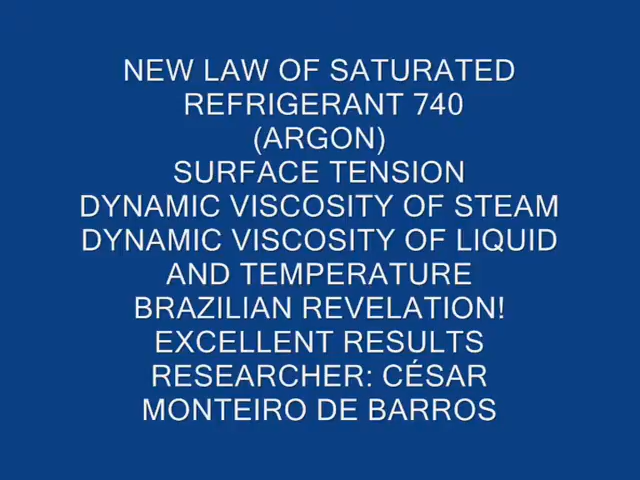 NEW LAW OF SATURATED
REFRIGERANT 740
(ARGON)
SURFACE TENSION
DYNAMIC VISCOSITY OF STEAM
DYNAMIC VISCOSITY OF LIQUID
AND TEMPERATURE
BRAZILIAN REVELATION!
EXCELLENT RESULTS
RESEARCHER: CÉSAR
MONTEIRO DE BARROS